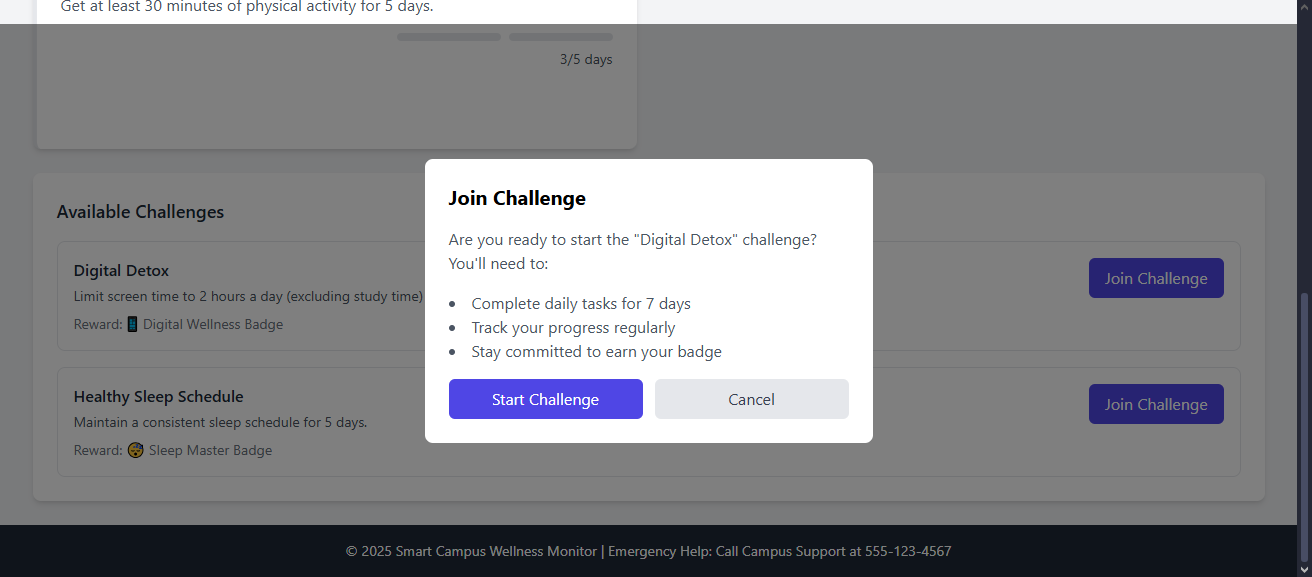 Get at least 30 minutes of physical activity for 5 days.
3/5 days
Available Challenges
Digital Detox
Limit screen time to 2 hours a day (excluding study time)
Reward: Digital Wellness Badge
Join Challenge
Healthy Sleep Schedule
Maintain a consistent sleep schedule for 5 days.
Reward: Sleep Master Badge
Join Challenge
Join Challenge
Are you ready to start the "Digital Detox" challenge?
You'll need to:
Complete daily tasks for 7 days
Track your progress regularly
Stay committed to earn your badge
Start Challenge
Cancel
© 2025 Smart Campus Wellness Monitor | Emergency Help: Call Campus Support at 555-123-4567